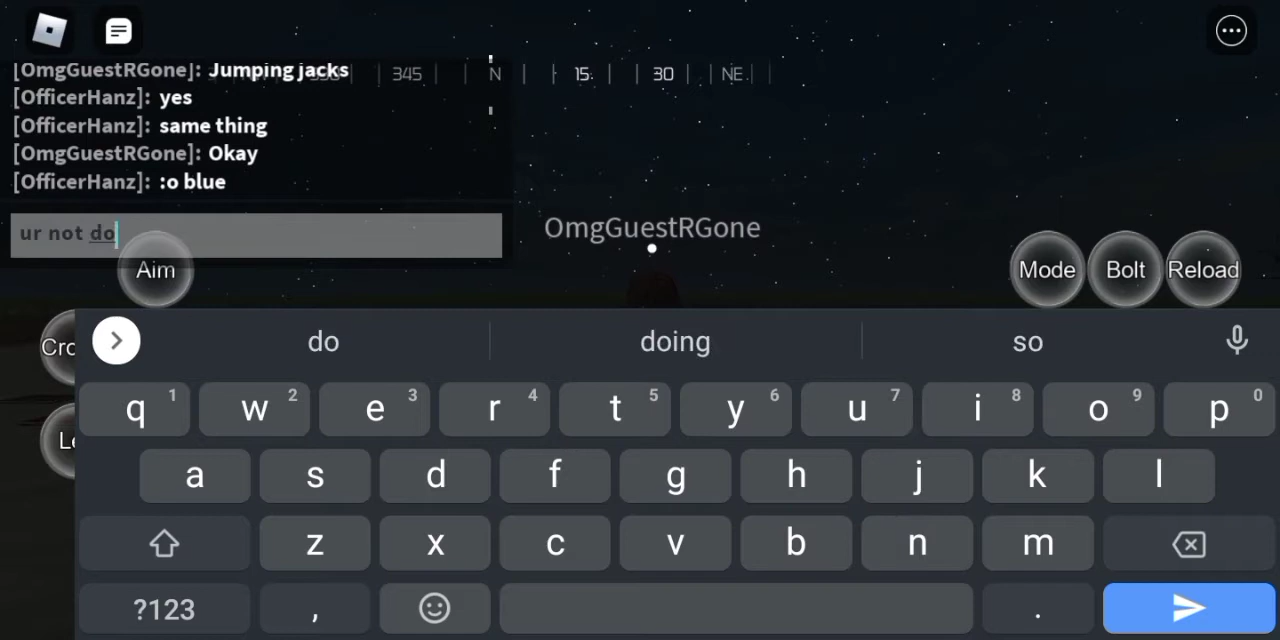 [OmgGuestRGone]: Jumping jacks
345 N 15 30 NE
[OfficerHanz]: yes
[OfficerHanz]: same thing
[OmgGuestRGone]: Okay
[OfficerHanz]: :o blue
ur not do
OmgGuestRGone
Aim
Mode Bolt Reload
Cro
do doing so
q 1 w 2 e 3 r 4 t 5 y 6 u 7 i 8 o 9 p 0
Le
a s d f g h j k l
z x c v b n m
?123 , .